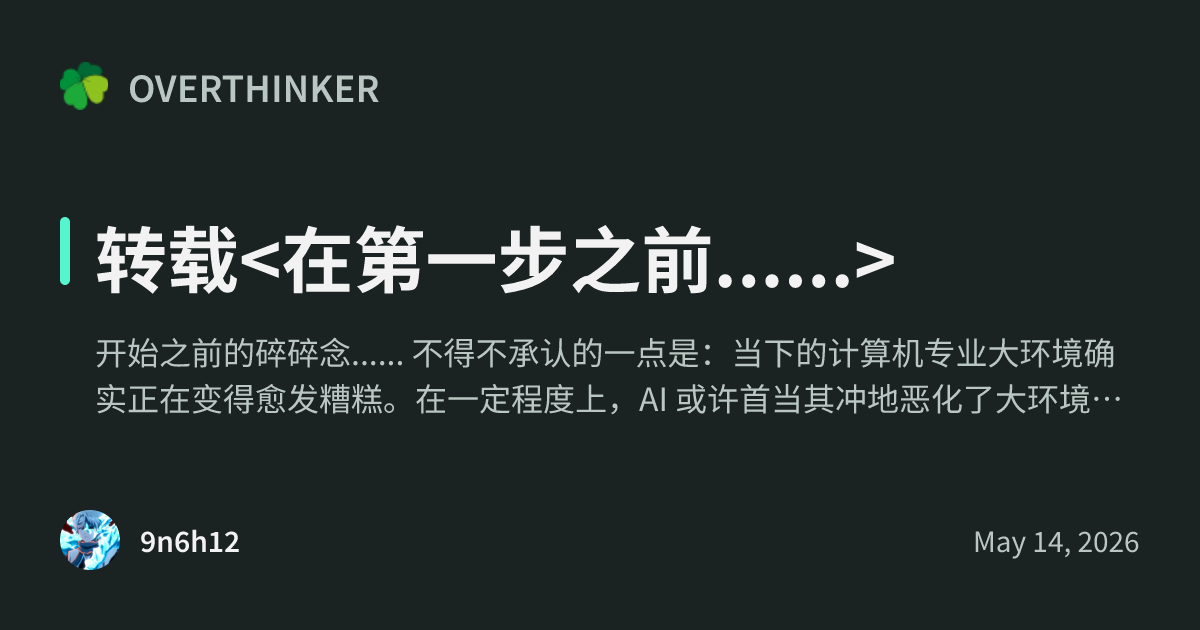 OVERTHINKER
转载<在第一步之前......>
开始之前的碎碎念...... 不得不承认的一点是：当下的计算机专业大环境确
实正在变得愈发糟糕。在一定程度上，AI 或许首当其冲地恶化了大环境…
9n6h12
May 14, 2026